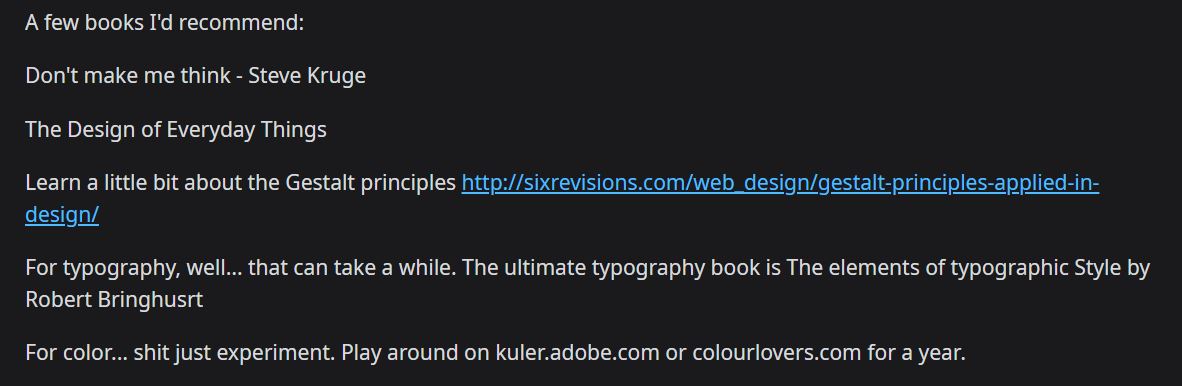 A few books I'd recommend:
Don't make me think - Steve Kruge
The Design of Everyday Things
Learn a little bit about the Gestalt principles http://sixrevisions.com/web_design/gestalt-principles-applied-in-
design/
For typography, well... that can take a while. The ultimate typography book is The elements of typographic Style by
Robert Bringhusrt
For color... shit just experiment. Play around on kuler.adobe.com or colourlovers.com for a year.